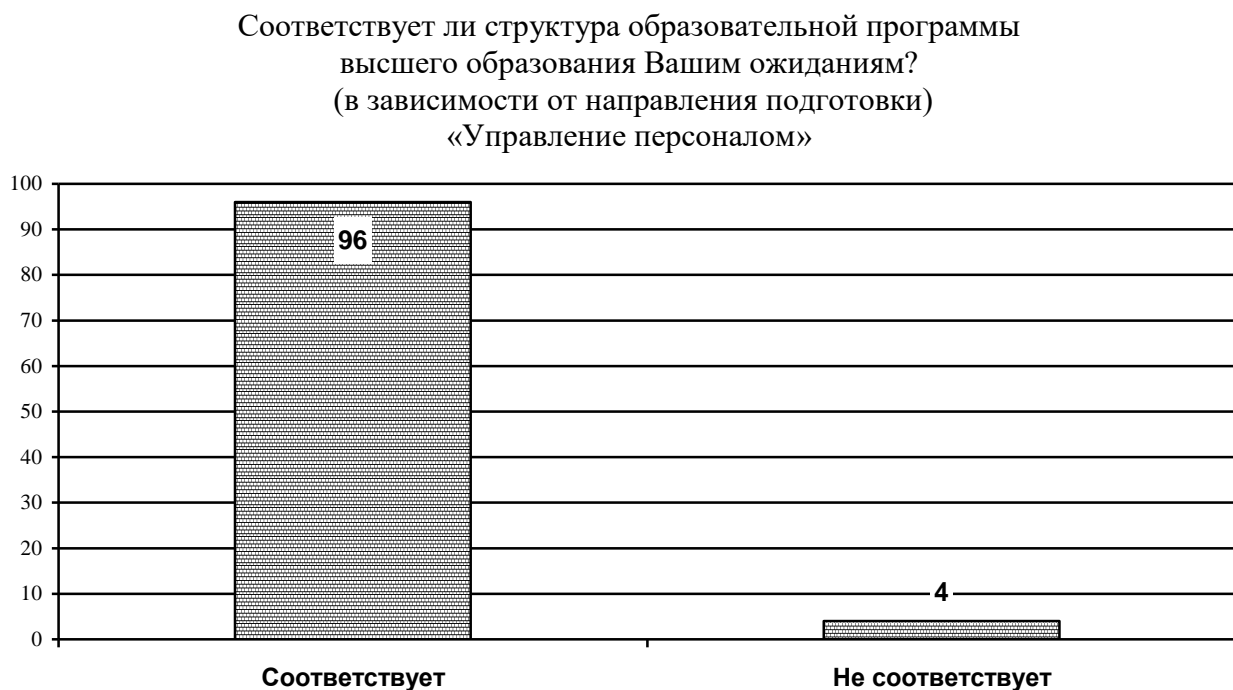 Соответствует ли структура образовательной программы
высшего образования Вашим ожиданиям?
(в зависимости от направления подготовки)
«Управление персоналом»
100
90
96
80
70
60
50
40
30
20
10
4
0
Соответствует
Не соответствует